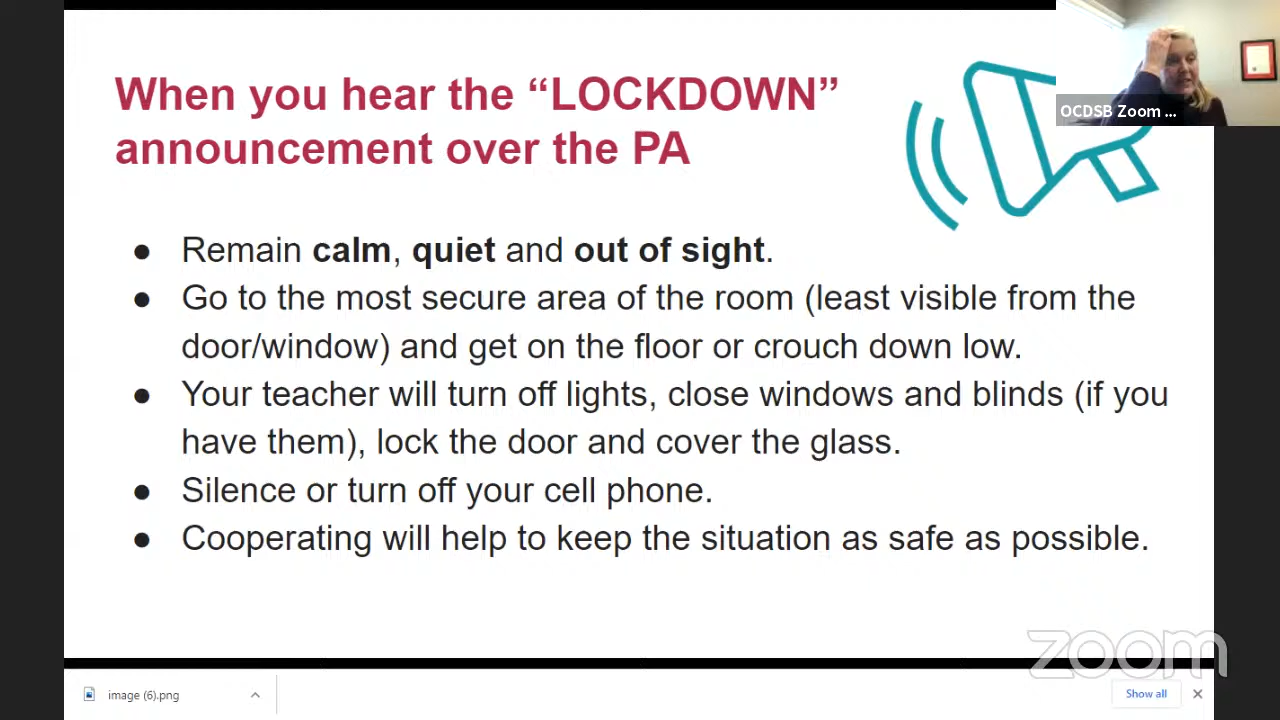 When you hear the “LOCKDOWN”
announcement over the PA
OCDSB Zoom ...
● Remain calm, quiet and out of sight.
● Go to the most secure area of the room (least visible from the
door/window) and get on the floor or crouch down low.
● Your teacher will turn off lights, close windows and blinds (if you
have them), lock the door and cover the glass.
● Silence or turn off your cell phone.
● Cooperating will help to keep the situation as safe as possible.
zoom
image (6).png
Show all